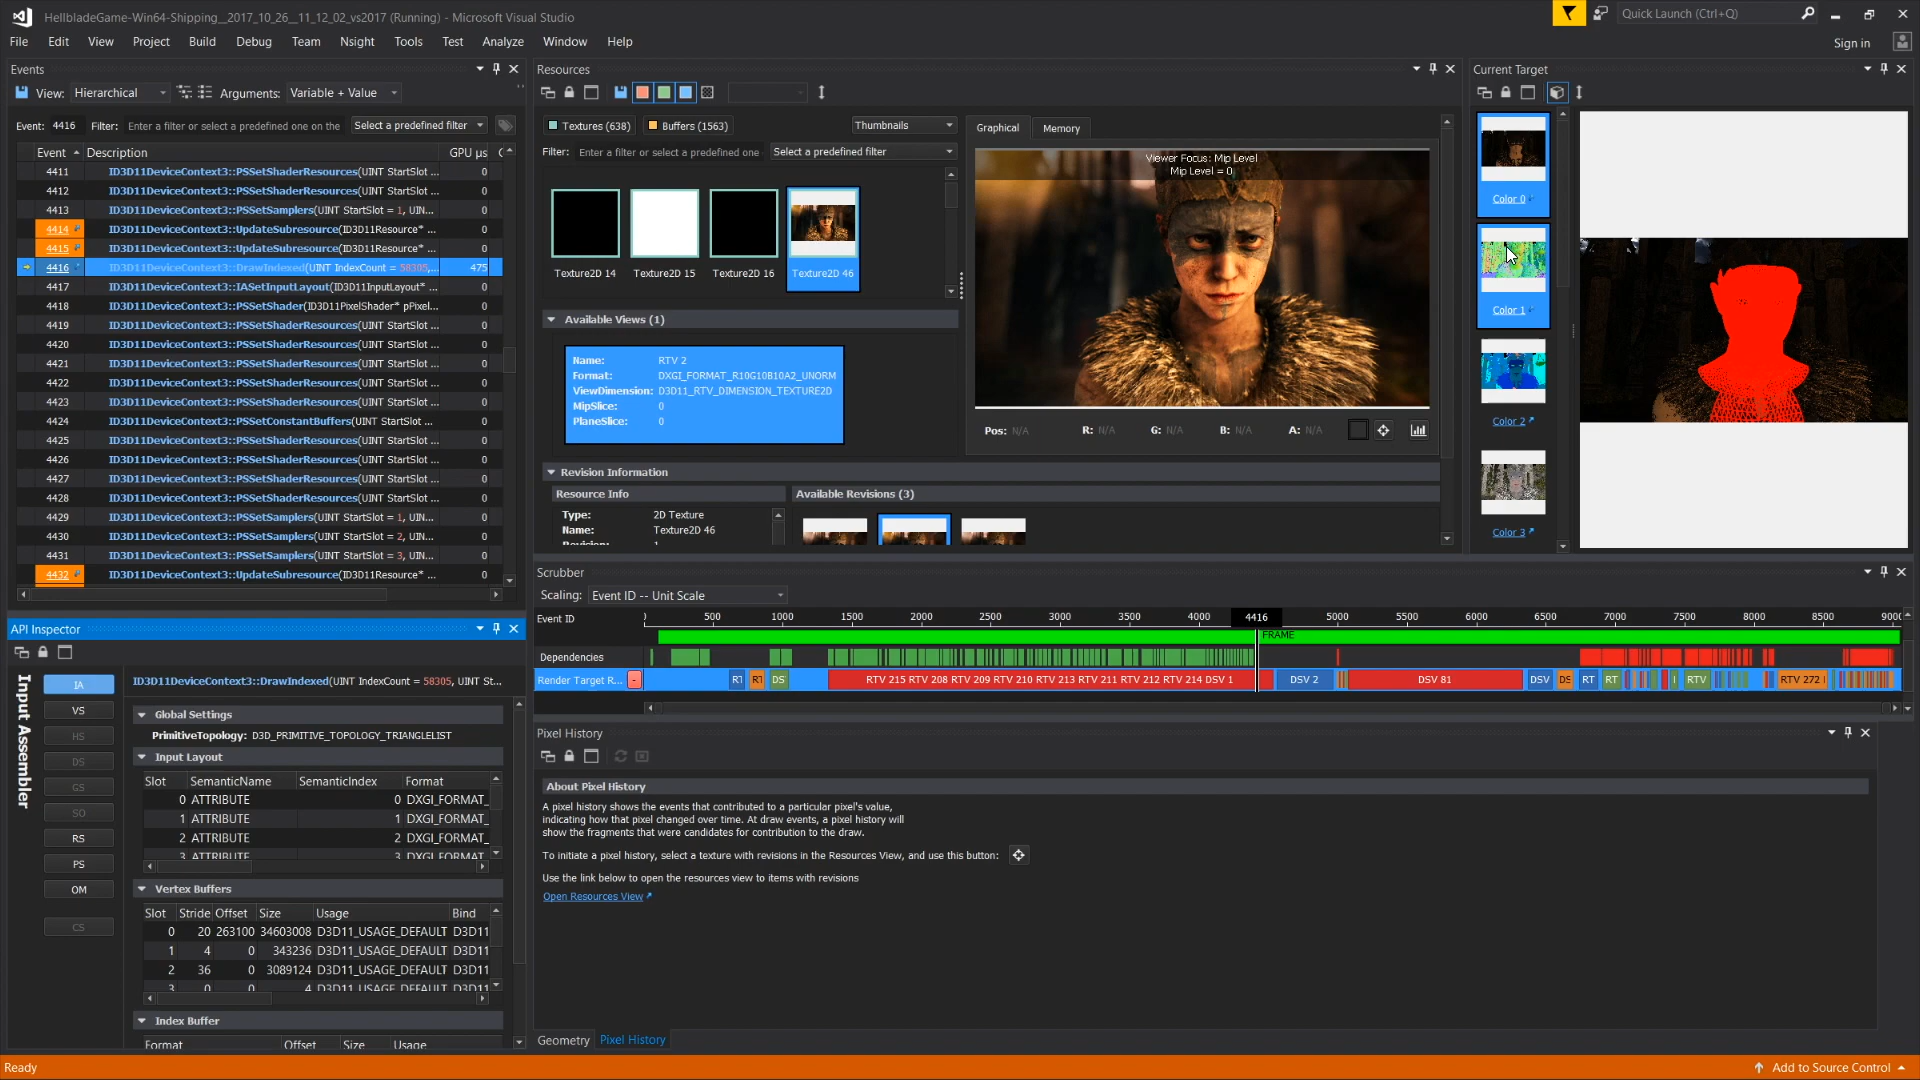 HellbladeGame-Win64-Shipping__2017_10_26__11_12_02_vs2017 (Running) - Microsoft Visual Studio
Quick Launch (Ctrl+Q)
File Edit View Project Build Debug Team Nsight Tools Test Analyze Window Help
Sign in
Events
View: Hierarchical Arguments: Variable + Value
Event: 4416 Filter: Enter a filter or select a predefined one on the Select a predefined filter
Event Description GPU µs
4411 ID3D11DeviceContext3::PSSetShaderResources(UINT StartSlot ... 0
4412 ID3D11DeviceContext3::PSSetShaderResources(UINT StartSlot ... 0
4413 ID3D11DeviceContext3::PSSetSamplers(UINT StartSlot = 1, UIN... 0
4414 ID3D11DeviceContext3::UpdateSubresource(ID3D11Resource* ... 0
4415 ID3D11DeviceContext3::UpdateSubresource(ID3D11Resource* ... 0
4416 ID3D11DeviceContext3::DrawIndexed(UINT IndexCount = 58305,... 475
4417 ID3D11DeviceContext3::IASetInputLayout(ID3D11InputLayout* ... 0
4418 ID3D11DeviceContext3::PSSetShader(ID3D11PixelShader* pPixel... 0
4419 ID3D11DeviceContext3::PSSetShaderResources(UINT StartSlot ... 0
4420 ID3D11DeviceContext3::PSSetShaderResources(UINT StartSlot ... 0
4421 ID3D11DeviceContext3::PSSetShaderResources(UINT StartSlot ... 0
4422 ID3D11DeviceContext3::PSSetShaderResources(UINT StartSlot ... 0
4423 ID3D11DeviceContext3::PSSetShaderResources(UINT StartSlot ... 0
4424 ID3D11DeviceContext3::PSSetConstantBuffers(UINT StartSlot ... 0
4425 ID3D11DeviceContext3::PSSetShaderResources(UINT StartSlot ... 0
4426 ID3D11DeviceContext3::PSSetShaderResources(UINT StartSlot ... 0
4427 ID3D11DeviceContext3::PSSetShaderResources(UINT StartSlot ... 0
4428 ID3D11DeviceContext3::PSSetShaderResources(UINT StartSlot ... 0
4429 ID3D11DeviceContext3::PSSetSamplers(UINT StartSlot = 1, UIN... 0
4430 ID3D11DeviceContext3::PSSetSamplers(UINT StartSlot = 2, UIN... 0
4431 ID3D11DeviceContext3::PSSetSamplers(UINT StartSlot = 3, UIN... 0
4432 ID3D11DeviceContext3::UpdateSubresource(ID3D11Resource* ... 0
Resources
Textures (638) Buffers (1563) Thumbnails
Filter: Enter a filter or select a predefined one Select a predefined filter
Texture2D 14 Texture2D 15 Texture2D 16 Texture2D 46
Available Views (1)
Name: RTV 2
Format: DXGI_FORMAT_R10G10B10A2_UNORM
ViewDimension: D3D11_RTV_DIMENSION_TEXTURE2D
MipSlice: 0
PlaneSlice: 0
Graphical Memory
Viewer Focus: Mip Level
Mip Level = 0
Pos: N/A R: N/A G: N/A B: N/A A: N/A
Revision Information
Resource Info Available Revisions (3)
Type: 2D Texture
Name: Texture2D 46
Current Target
Color 0
Color 1
Color 2
Color 3
Scrubber
Scaling: Event ID -- Unit Scale
Event ID 500 1000 1500 2000 2500 3000 3500 4000 4416 5000 5500 6000 6500 7000 7500 8000 8500 9000
FRAME
Dependencies
Render Target R... RT RT DS RTV 215 RTV 208 RTV 209 RTV 210 RTV 213 RTV 211 RTV 212 RTV 214 DSV 1 DSV 2 DSV 81 DSV DS RT RT RTV RTV 272
API Inspector
Input Assembler
IA
VS
HS
DS
GS
SO
RS
PS
OM
CS
ID3D11DeviceContext3::DrawIndexed(UINT IndexCount = 58305, UINT St...
Global Settings
PrimitiveTopology: D3D_PRIMITIVE_TOPOLOGY_TRIANGLELIST
Input Layout
Slot SemanticName SemanticIndex Format
0 ATTRIBUTE 0 DXGI_FORMAT_
1 ATTRIBUTE 1 DXGI_FORMAT_
2 ATTRIBUTE 2 DXGI_FORMAT_
3 ATTRIBUTE 3 DXGI_FORMAT_
Vertex Buffers
Slot Stride Offset Size Usage Bind
0 20 263100 34603008 D3D11_USAGE_DEFAULT D3D11
1 4 0 343236 D3D11_USAGE_DEFAULT D3D11
2 36 0 3089124 D3D11_USAGE_DEFAULT D3D11
3 0 0 4 D3D11_USAGE_DEFAULT D3D11
Index Buffer
Format Offset Size Usage
Pixel History
About Pixel History
A pixel history shows the events that contributed to a particular pixel's value,
indicating how that pixel changed over time. At draw events, a pixel history will
show the fragments that were candidates for contribution to the draw.
To initiate a pixel history, select a texture with revisions in the Resources View, and use this button:
Use the link below to open the resources view to items with revisions
Open Resources View
Geometry Pixel History
Ready
Add to Source Control